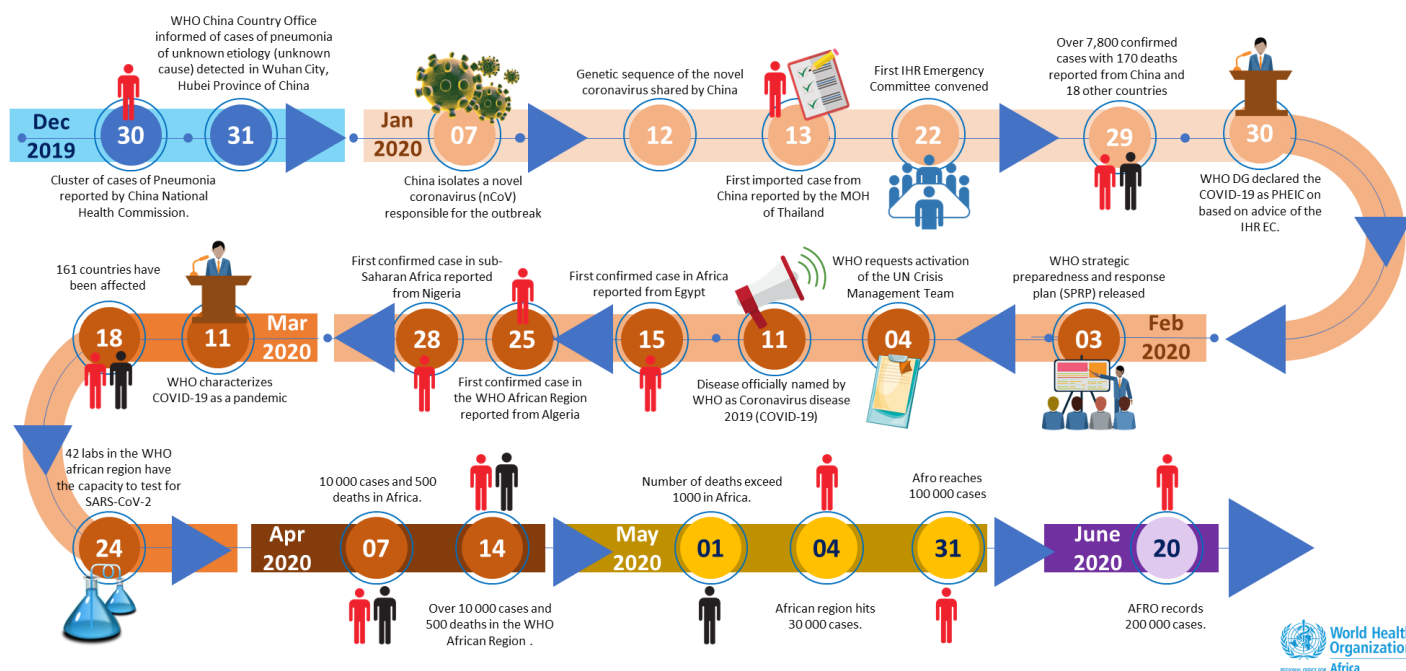 WHO China Country Office
informed of cases of pneumonia
of unknown etiology (unknown
cause) detected in Wuhan City,
Hubei Province of China
Genetic sequence of the novel
coronavirus shared by China
First IHR Emergency
Committee convened
Over 7,800 confirmed
cases with 170 deaths
reported from China and
18 other countries
Dec
2019
30
31
Jan
2020
07
12
13
22
29
30
Cluster of cases of Pneumonia
reported by China National
Health Commission.
China isolates a novel
coronavirus (nCoV)
responsible for the outbreak
First imported case from
China reported by the MOH
of Thailand
WHO DG declared the
COVID-19 as PHEIC on
based on advice of the
IHR EC.
161 countries have
been affected
First confirmed case in sub-
Saharan Africa reported
from Nigeria
First confirmed case in Africa
reported from Egypt
WHO requests activation
of the UN Crisis
Management Team
WHO strategic
preparedness and response
plan (SPRP) released
18
11
Mar
2020
28
25
15
11
04
03
Feb
2020
WHO characterizes
COVID-19 as a pandemic
First confirmed case in
the WHO African Region
reported from Algeria
Disease officially named by
WHO as Coronavirus disease
2019 (COVID-19)
42 labs in the WHO
african region have
the capacity to test for
SARS-CoV-2
10 000 cases and 500
deaths in Africa.
Number of deaths exceed
1000 in Africa.
Afro reaches
100 000 cases
24
Apr
2020
07
14
May
2020
01
04
31
June
2020
20
Over 10 000 cases and
500 deaths in the WHO
African Region .
African region hits
30 000 cases.
AFRO records
200 000 cases.
World Health
Organization
REGIONAL OFFICE FOR Africa